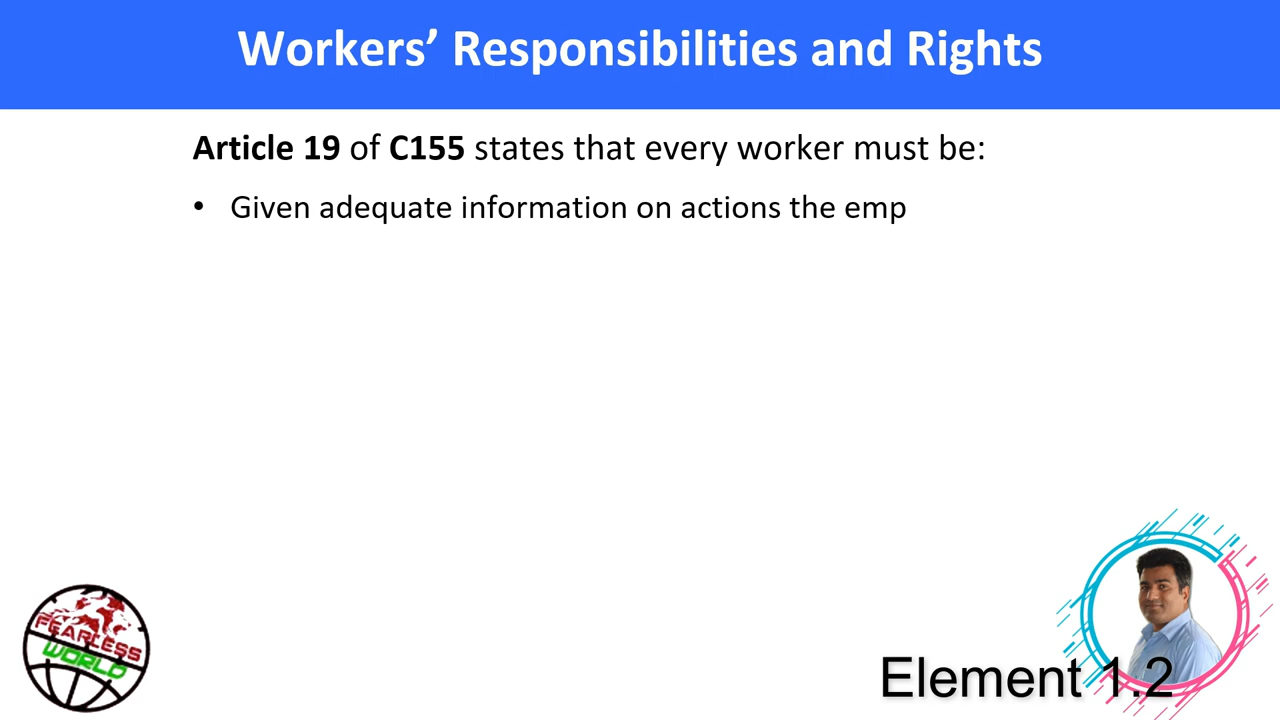 Workers’ Responsibilities and Rights
Article 19 of C155 states that every worker must be:
• Given adequate information on actions the emp
FEARLESS
WORLD
Element 1.2